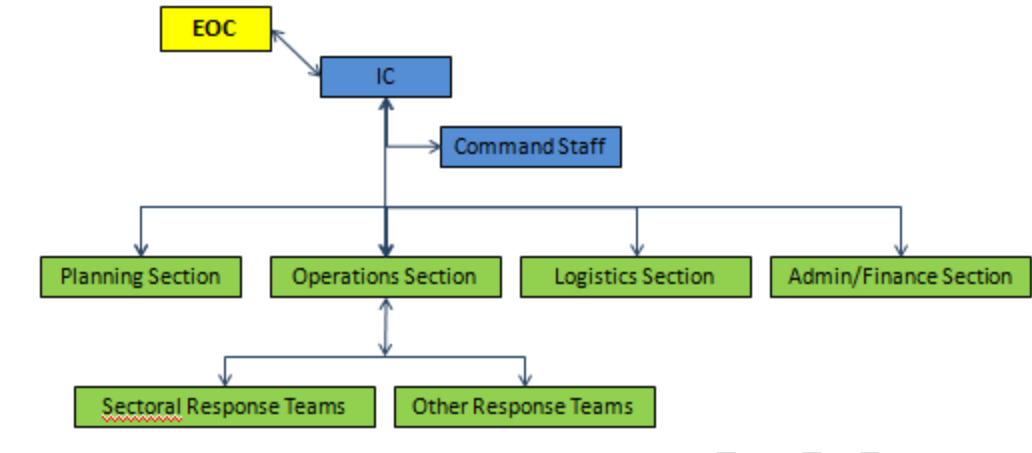 EOC
IC
Command Staff
Planning Section
Operations Section
Logistics Section
Admin/Finance Section
Sectoral Response Teams
Other Response Teams